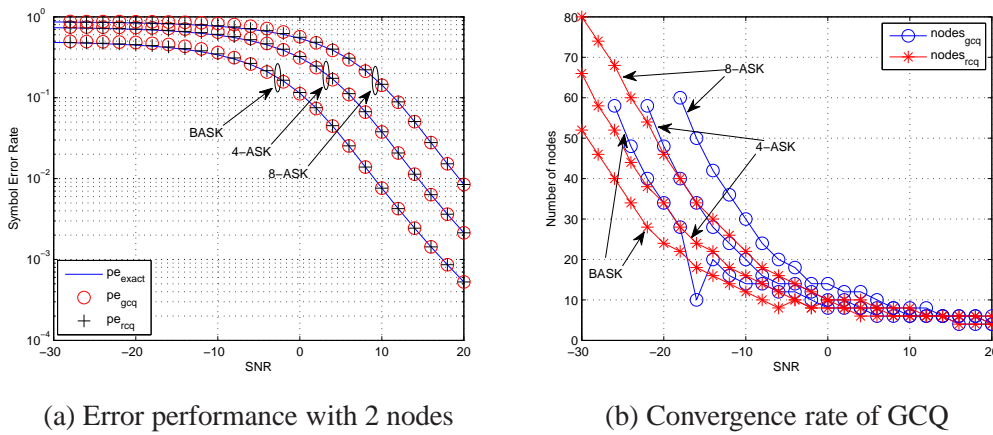 10^0
10^-1
10^-2
10^-3
10^-4
Symbol Error Rate
−30 −20 −10 0 10 20
SNR
BASK
4−ASK
8−ASK
pe_exact
pe_gcq
pe_rcq
(a) Error performance with 2 nodes
80
70
60
50
40
30
20
10
0
Number of nodes
−30 −20 −10 0 10 20
SNR
8−ASK
4−ASK
BASK
nodes_gcq
nodes_rcq
(b) Convergence rate of GCQ